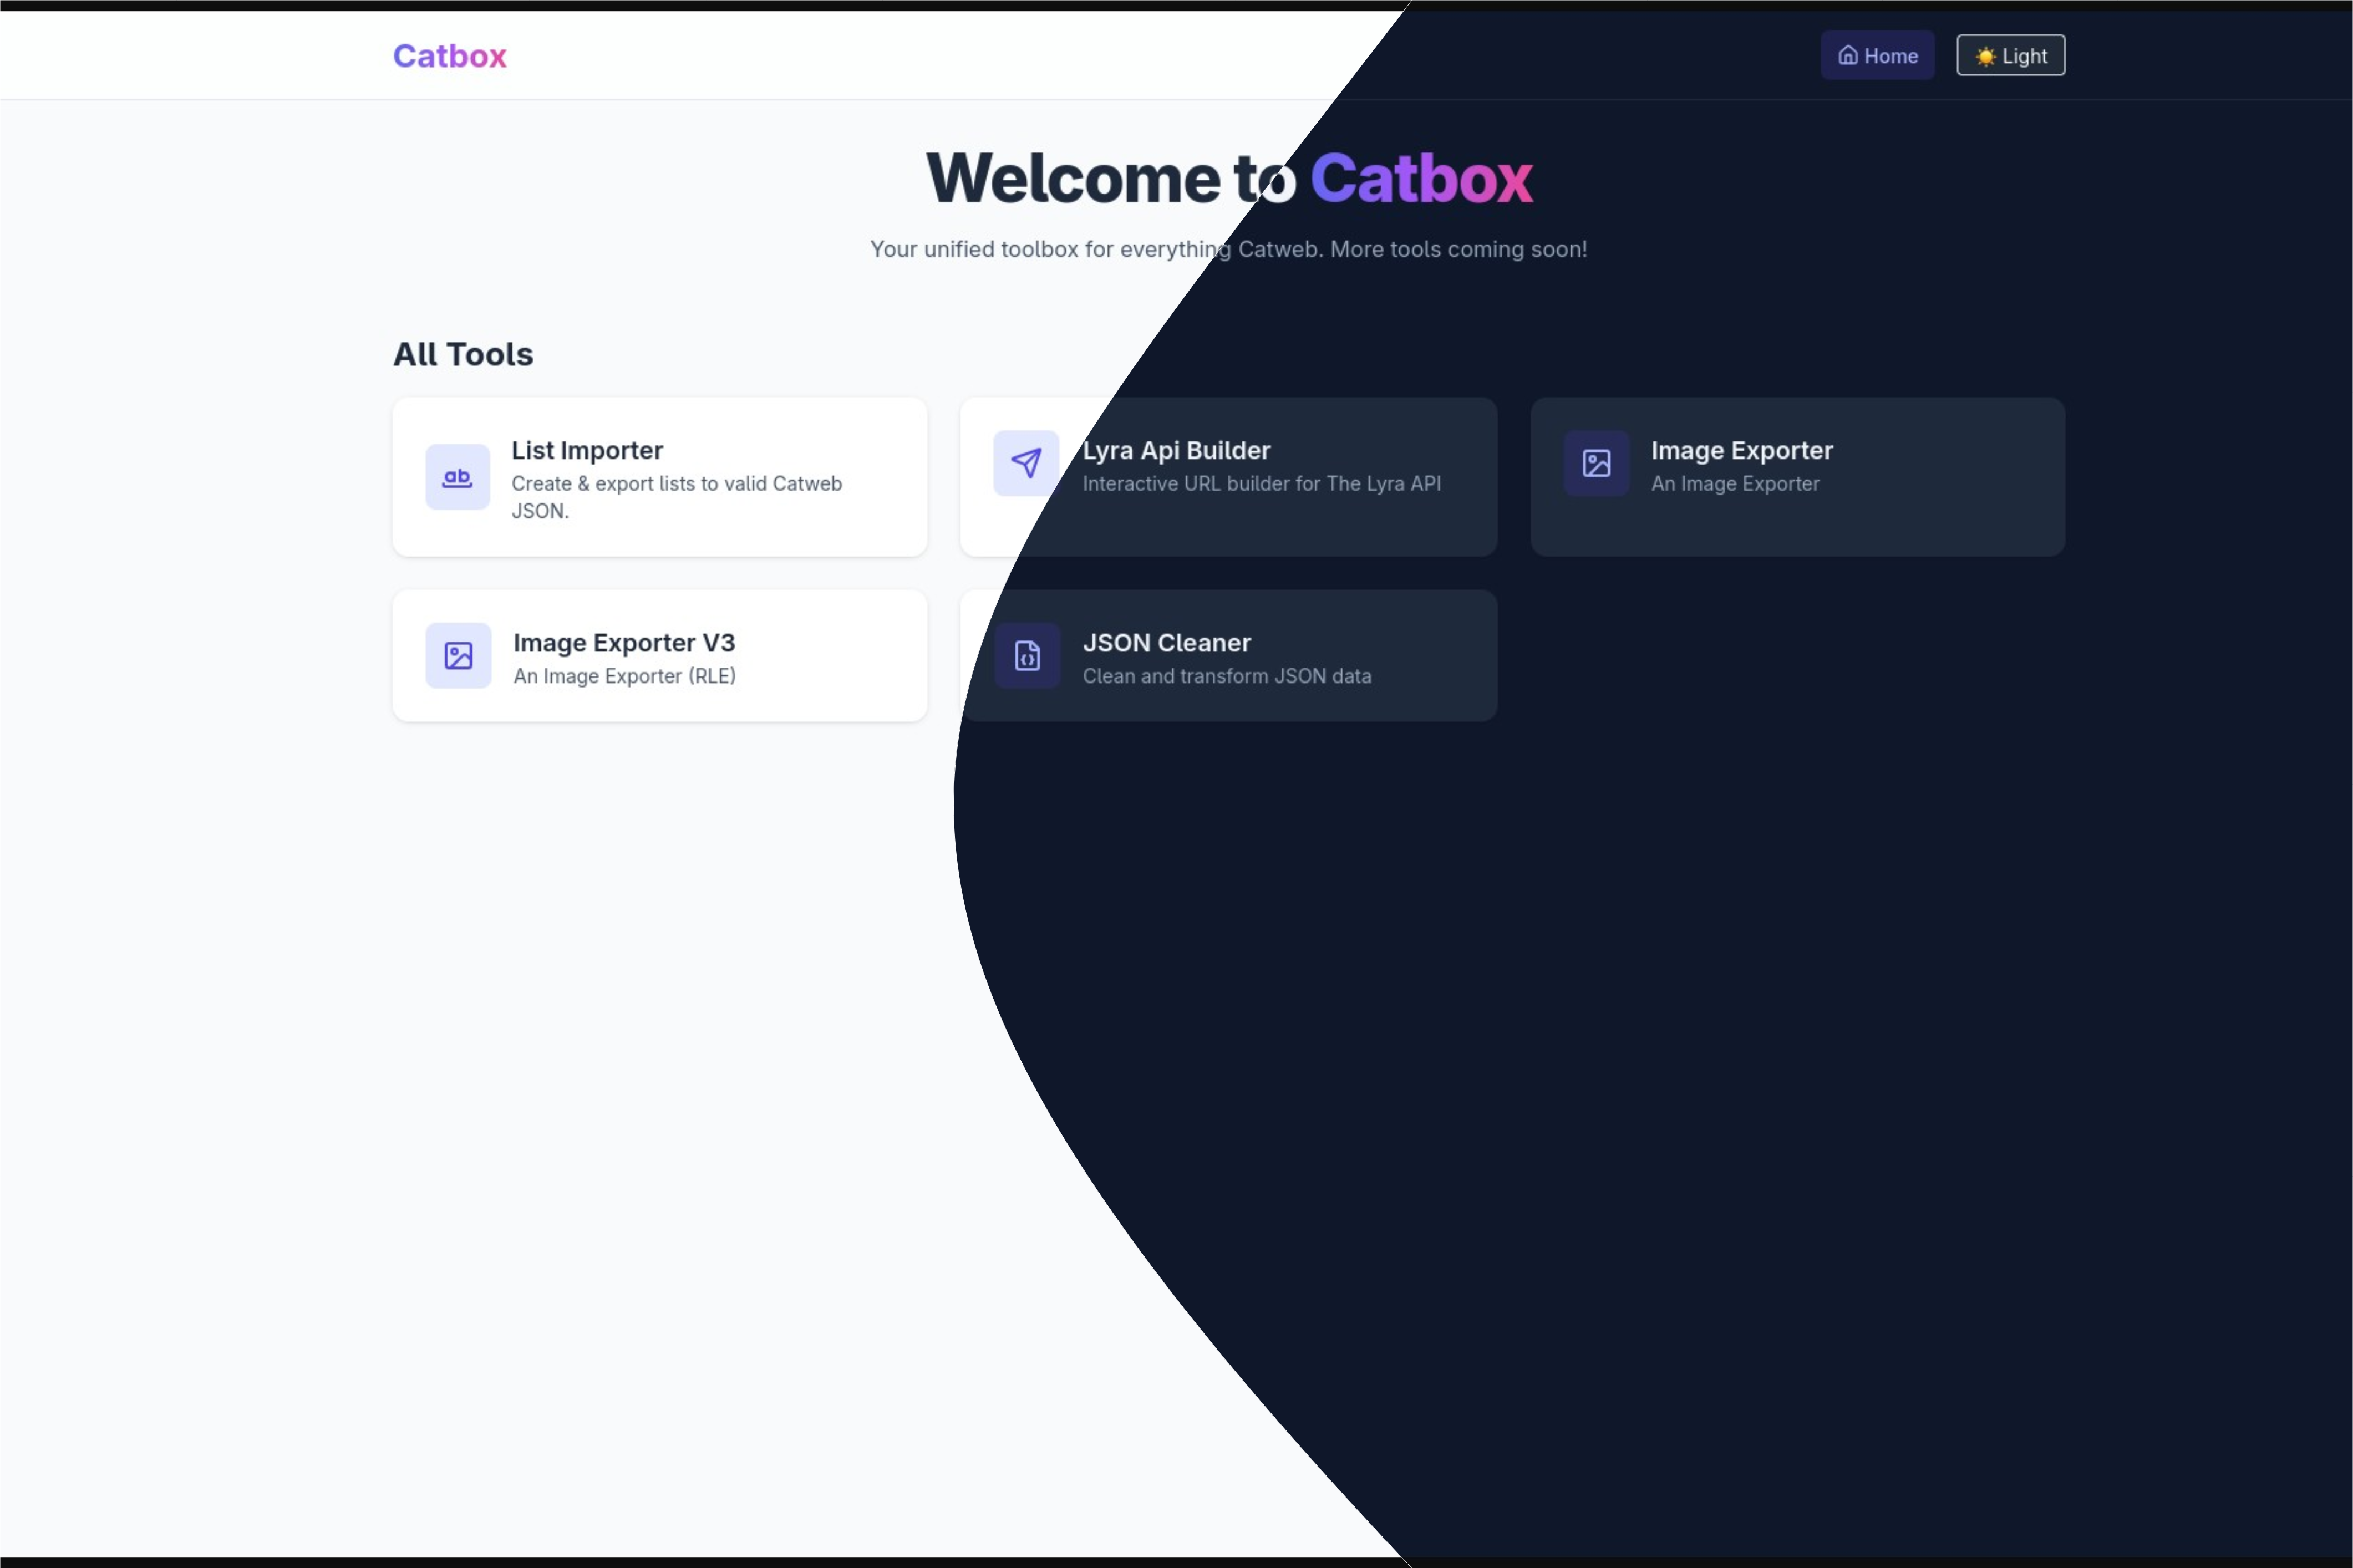 Catbox
Home
☀️ Light
Welcome to Catbox
Your unified toolbox for everything Catweb. More tools coming soon!
All Tools
ab
List Importer
Create & export lists to valid Catweb
JSON.
Lyra Api Builder
Interactive URL builder for The Lyra API
Image Exporter
An Image Exporter
Image Exporter V3
An Image Exporter (RLE)
JSON Cleaner
Clean and transform JSON data